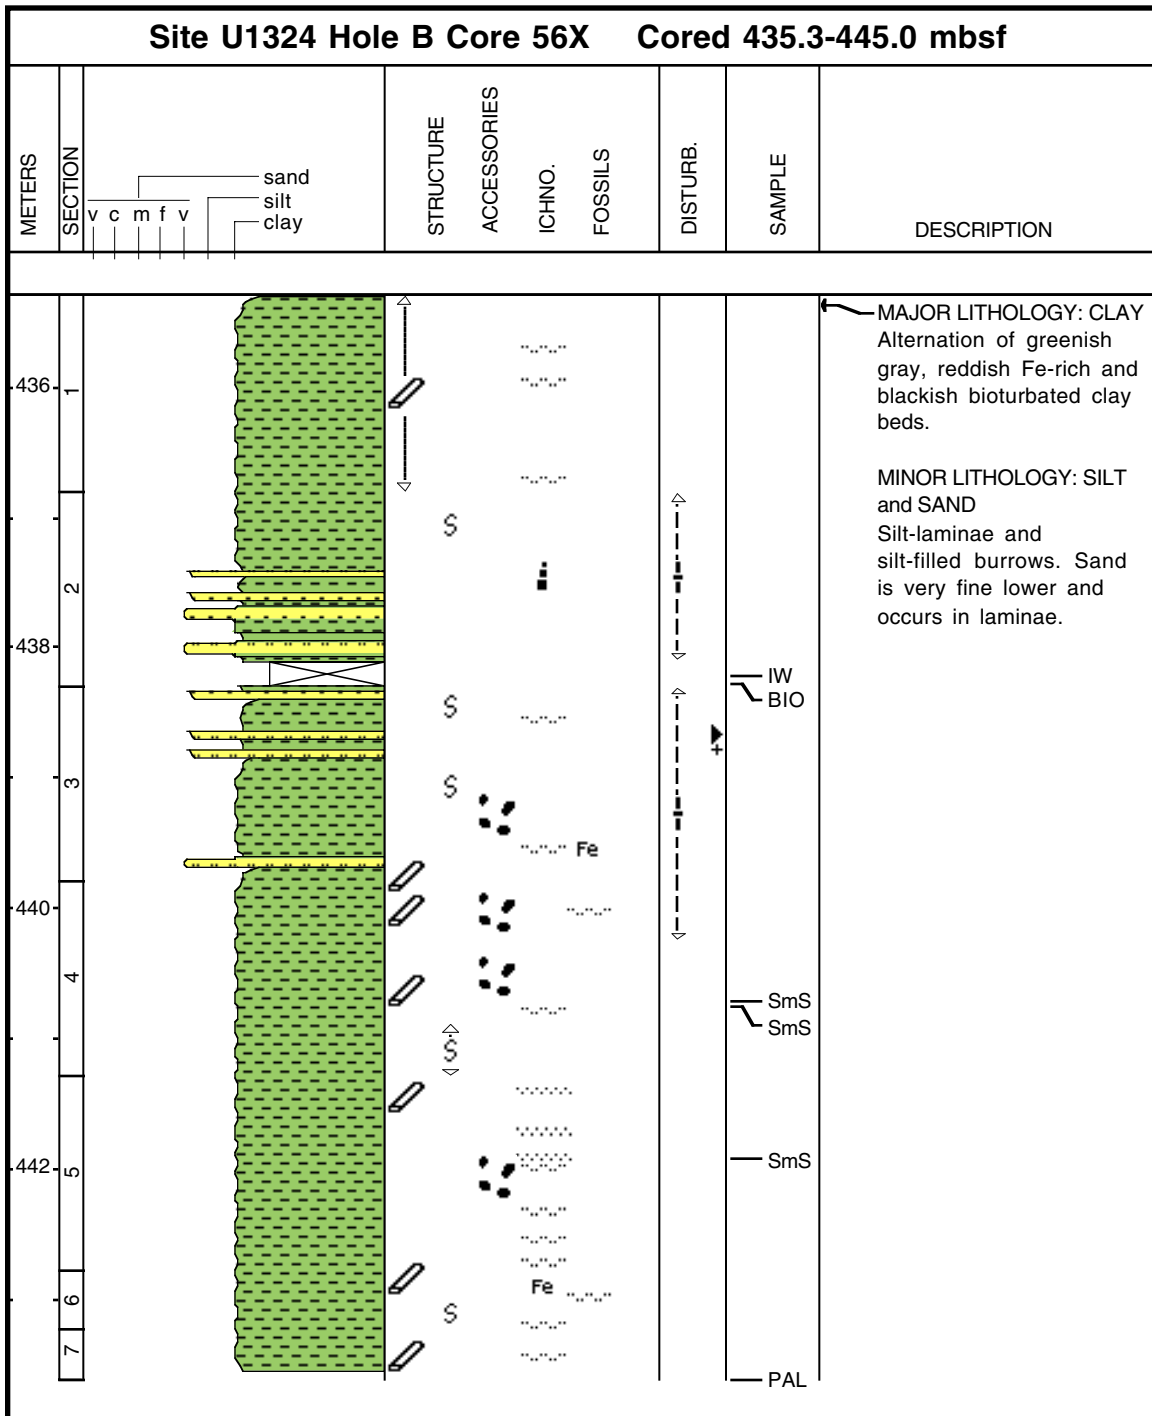 Site U1324 Hole B Core 56X Cored 435.3-445.0 mbsf
METERS
SECTION
v c m f v
sand
silt
clay
STRUCTURE
ACCESSORIES
ICHNO.
FOSSILS
DISTURB.
SAMPLE
DESCRIPTION
MAJOR LITHOLOGY: CLAY
Alternation of greenish
gray, reddish Fe-rich and
blackish bioturbated clay
beds.
MINOR LITHOLOGY: SILT
and SAND
Silt-laminae and
silt-filled burrows. Sand
is very fine lower and
occurs in laminae.
436
1
S
2
438
IW
BIO
S
3
S
Fe
440
4
SmS
SmS
S
442
5
SmS
6
Fe
S
7
PAL